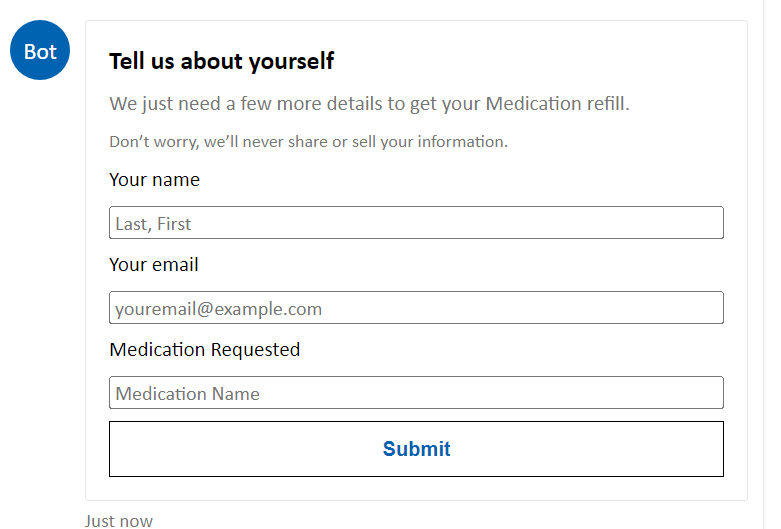 Bot
Tell us about yourself
We just need a few more details to get your Medication refill.
Don’t worry, we’ll never share or sell your information.
Your name
Last, First
Your email
youremail@example.com
Medication Requested
Medication Name
Submit
Just now